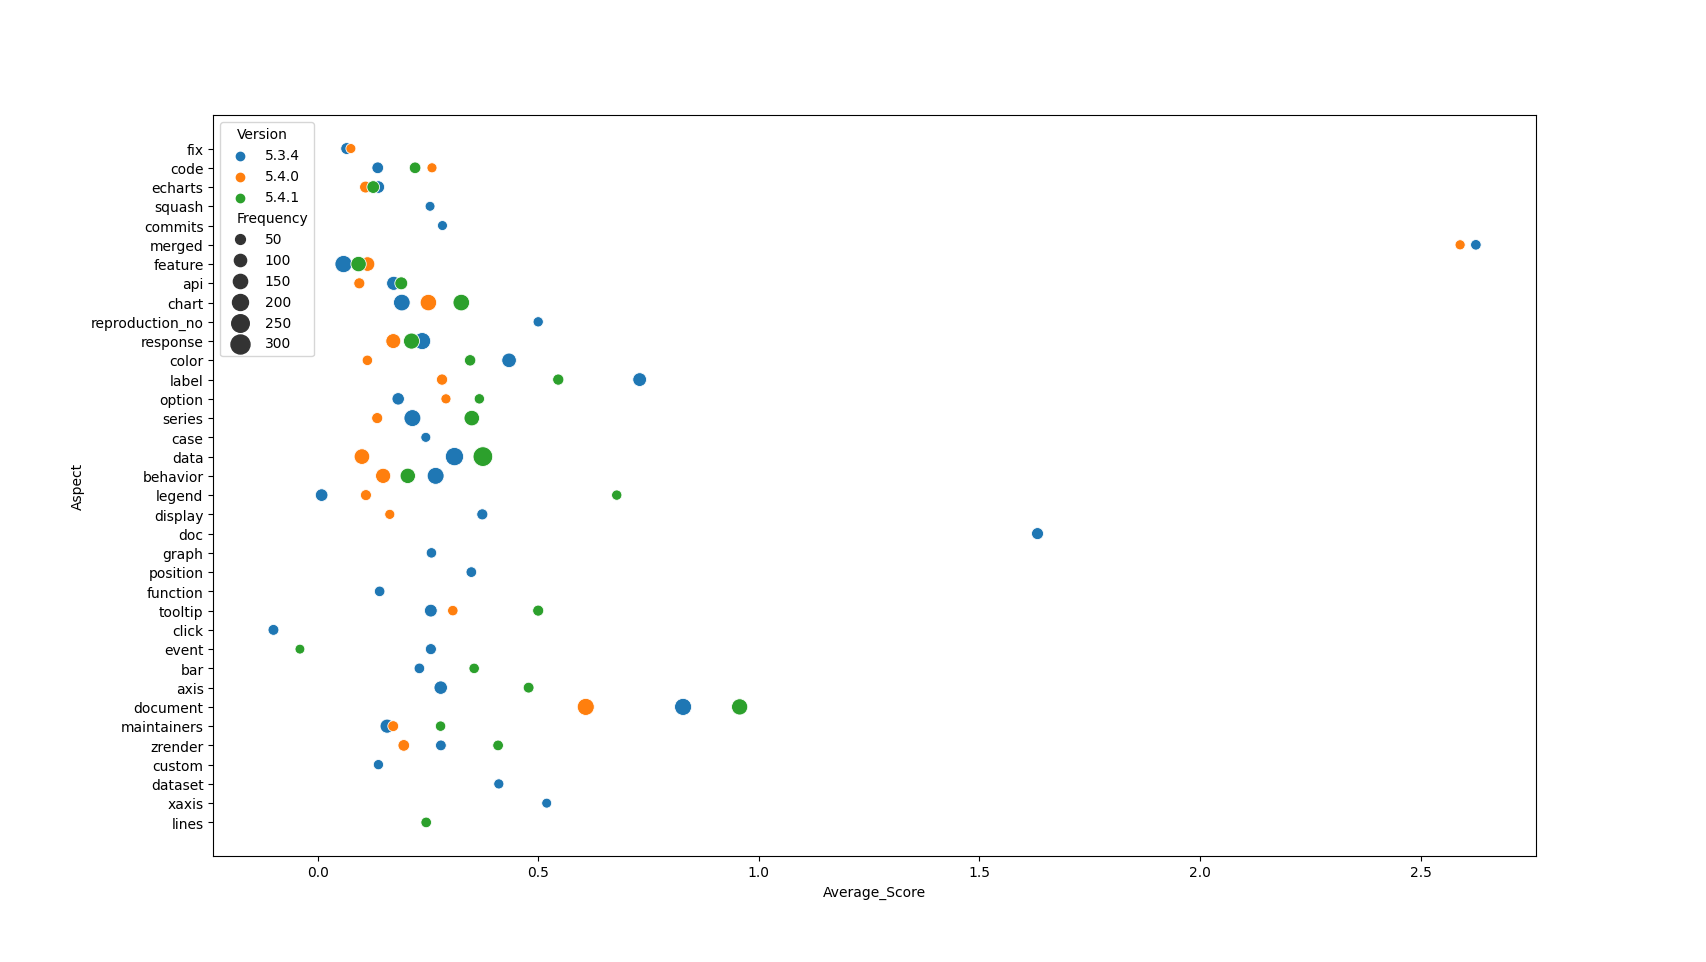 Version
5.3.4
5.4.0
5.4.1
Frequency
50
100
150
200
250
300
Aspect
fix
code
echarts
squash
commits
merged
feature
api
chart
reproduction_no
response
color
label
option
series
case
data
behavior
legend
display
doc
graph
position
function
tooltip
click
event
bar
axis
document
maintainers
zrender
custom
dataset
xaxis
lines
0.0 0.5 1.0 1.5 2.0 2.5
Average_Score